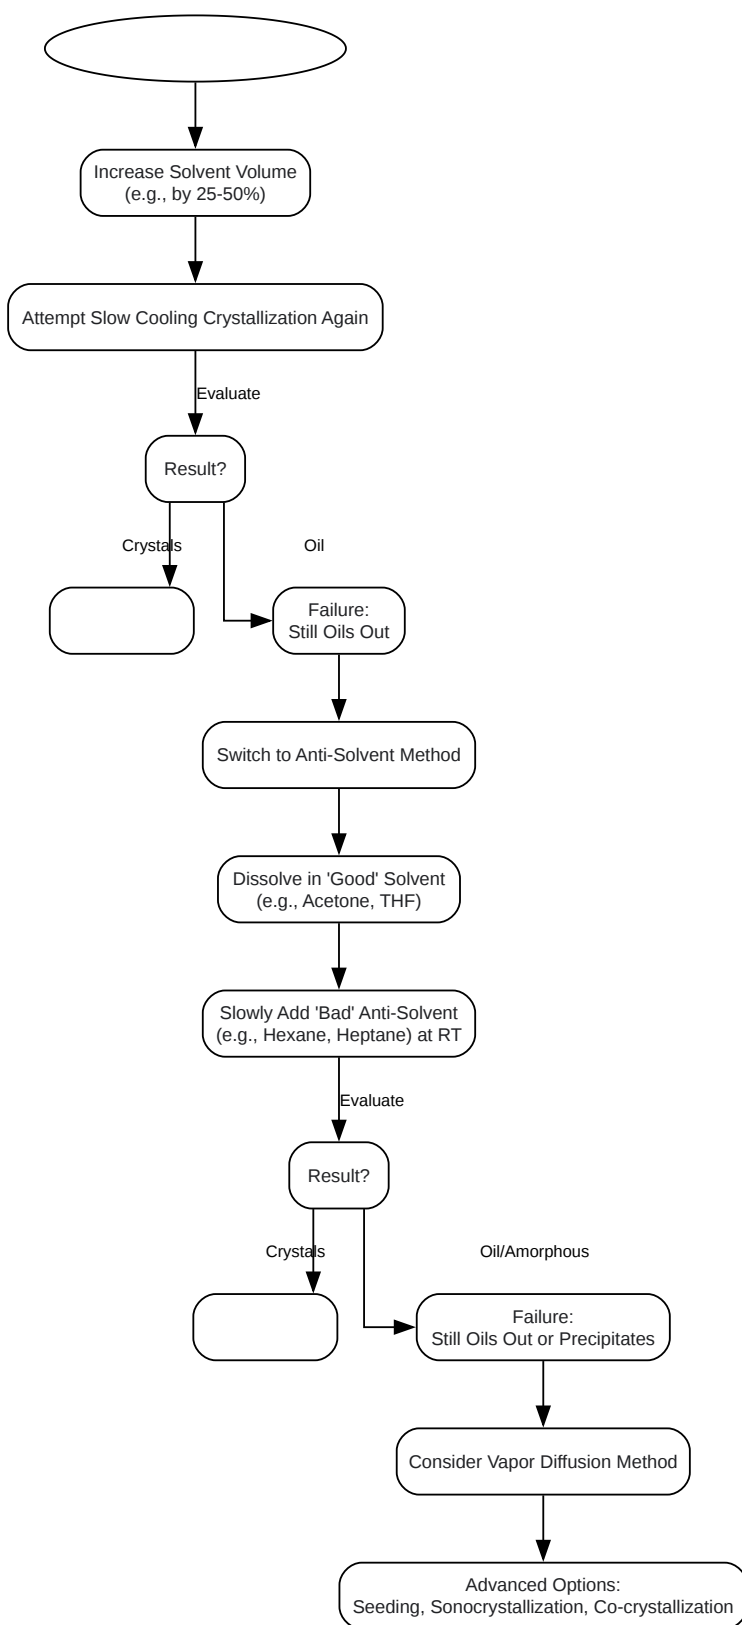 Increase Solvent Volume
(e.g., by 25-50%)
Attempt Slow Cooling Crystallization Again
Evaluate
Result?
Crystals
Oil
Failure:
Still Oils Out
Switch to Anti-Solvent Method
Dissolve in 'Good' Solvent
(e.g., Acetone, THF)
Slowly Add 'Bad' Anti-Solvent
(e.g., Hexane, Heptane) at RT
Evaluate
Result?
Crystals
Oil/Amorphous
Failure:
Still Oils Out or Precipitates
Consider Vapor Diffusion Method
Advanced Options:
Seeding, Sonocrystallization, Co-crystallization